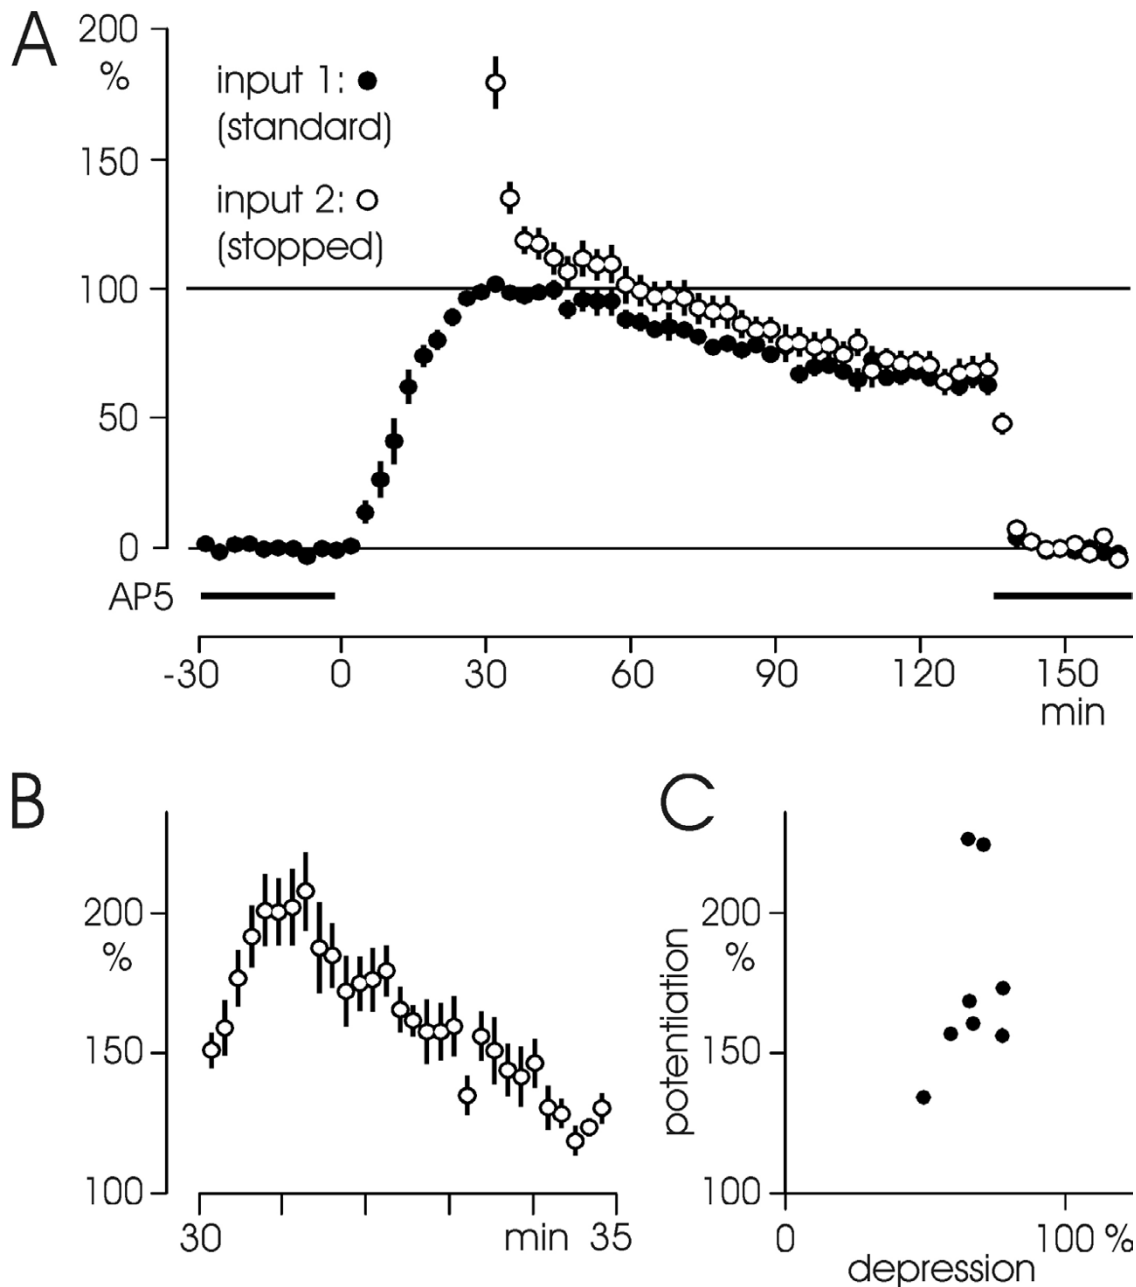 A
200
%
input 1:
(standard)
150
input 2:
(stopped)
100
50
0
AP5
-30 0 30 60 90 120 150
min
B
200
%
150
100
30 min 35
C
200
%
potentiation
150
100
0 100 %
depression